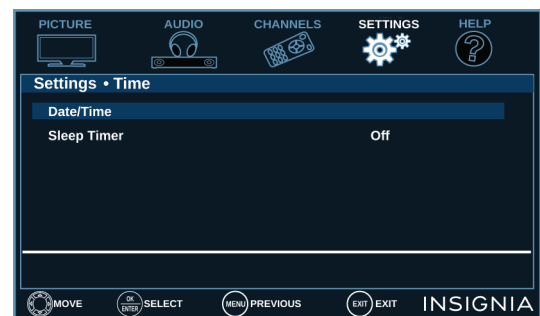 PICTURE AUDIO CHANNELS SETTINGS HELP
?
Settings • Time
Date/Time
Sleep Timer Off
MOVE OK ENTER SELECT MENU PREVIOUS EXIT EXIT INSIGNIA